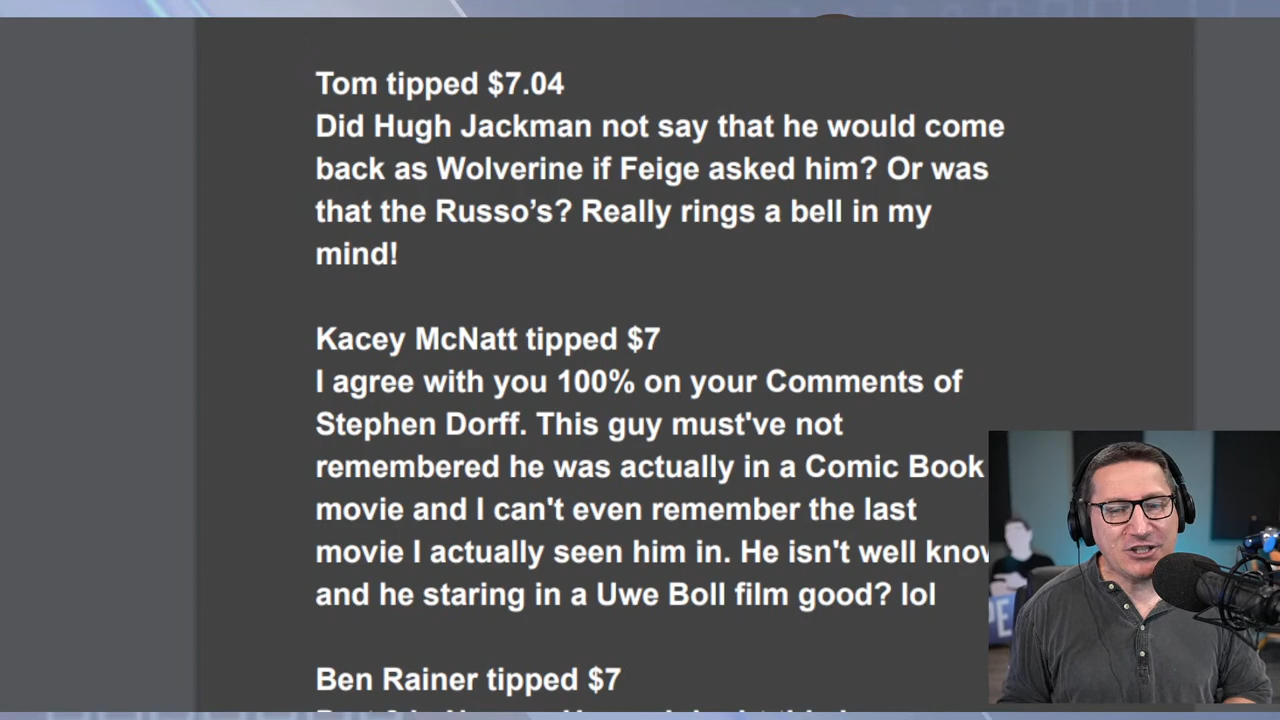 Tom tipped $7.04
Did Hugh Jackman not say that he would come
back as Wolverine if Feige asked him? Or was
that the Russo’s? Really rings a bell in my
mind!
Kacey McNatt tipped $7
I agree with you 100% on your Comments of
Stephen Dorff. This guy must've not
remembered he was actually in a Comic Book
movie and I can't even remember the last
movie I actually seen him in. He isn't well
and he staring in a Uwe Boll film good? lol
Ben Rainer tipped $7